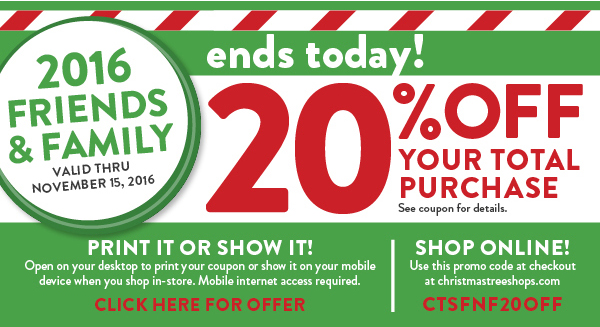 2016
FRIENDS
& FAMILY
VALID THRU
NOVEMBER 15, 2016
ends today!
20%OFF
YOUR TOTAL
PURCHASE
See coupon for details.
PRINT IT OR SHOW IT!
Open on your desktop to print your coupon or show it on your mobile
device when you shop in-store. Mobile internet access required.
CLICK HERE FOR OFFER
SHOP ONLINE!
Use this promo code at checkout
at christmastreeshops.com
CTSFNF20OFF